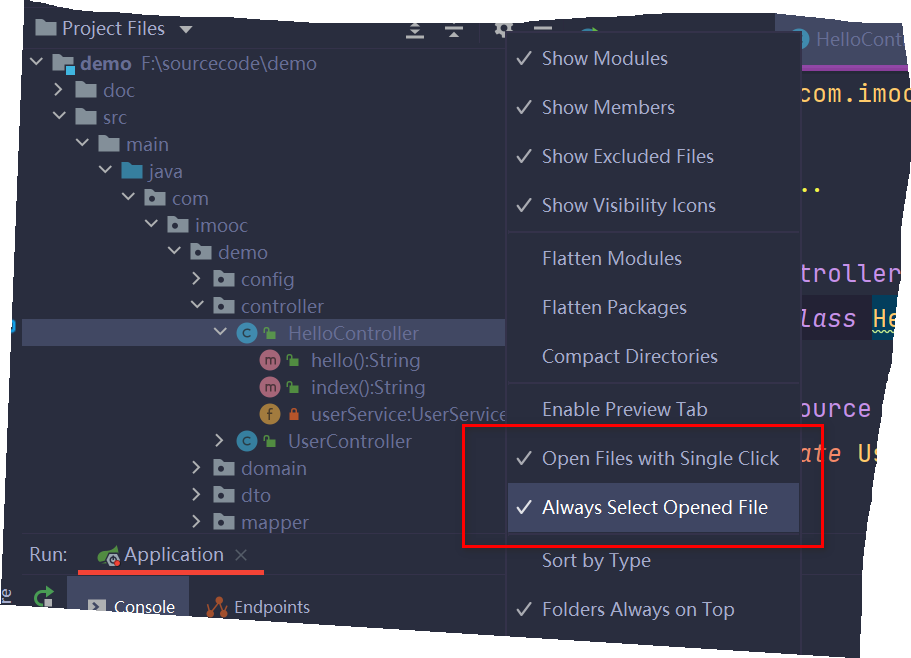 Project Files
demo F:\sourcecode\demo
doc
src
main
java
com
imooc
demo
config
controller
HelloController
hello():String
index():String
userService:UserService
UserController
domain
dto
mapper
Show Modules
Show Members
Show Excluded Files
Show Visibility Icons
Flatten Modules
Flatten Packages
Compact Directories
Enable Preview Tab
Open Files with Single Click
Always Select Opened File
Sort by Type
Folders Always on Top
HelloCont
com.imoo
..
troller
lass He
ource
ate Us
Run: Application
Console Endpoints
re